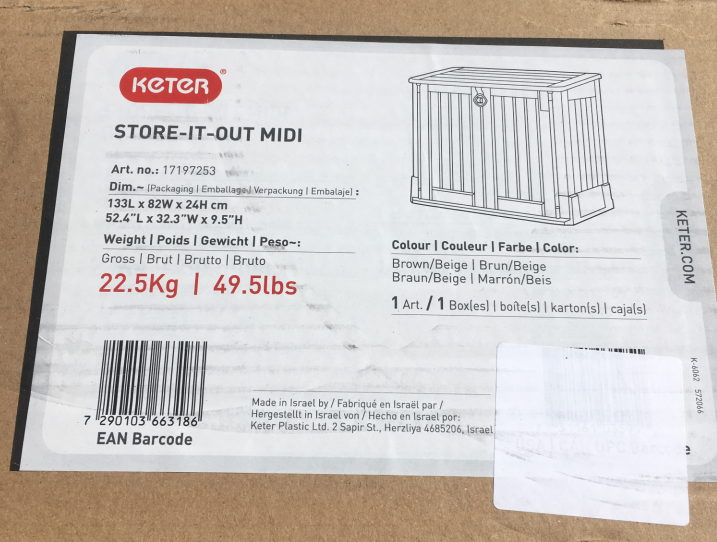 KETER®
STORE-IT-OUT MIDI
Art. no.: 17197253
Dim.~ (Packaging | Emballage | Verpackung | Embalaje) :
133L x 82W x 24H cm
52.4"L x 32.3"W x 9.5"H
Weight | Poids | Gewicht | Peso~:
Gross | Brut | Brutto | Bruto
22.5Kg | 49.5lbs
Colour | Couleur | Farbe | Color:
Brown/Beige | Brun/Beige
Braun/Beige | Marrón/Beis
1 Art. / 1 Box(es) | boîte(s) | karton(s) | caja(s)
KETER.COM
K-6062 572066
7 290103 663186
EAN Barcode
Made in Israel by / Fabriqué en Israël par /
Hergestellt in Israel von / Hecho en Israel por:
Keter Plastic Ltd. 2 Sapir St., Herzliya 4685206, Israel